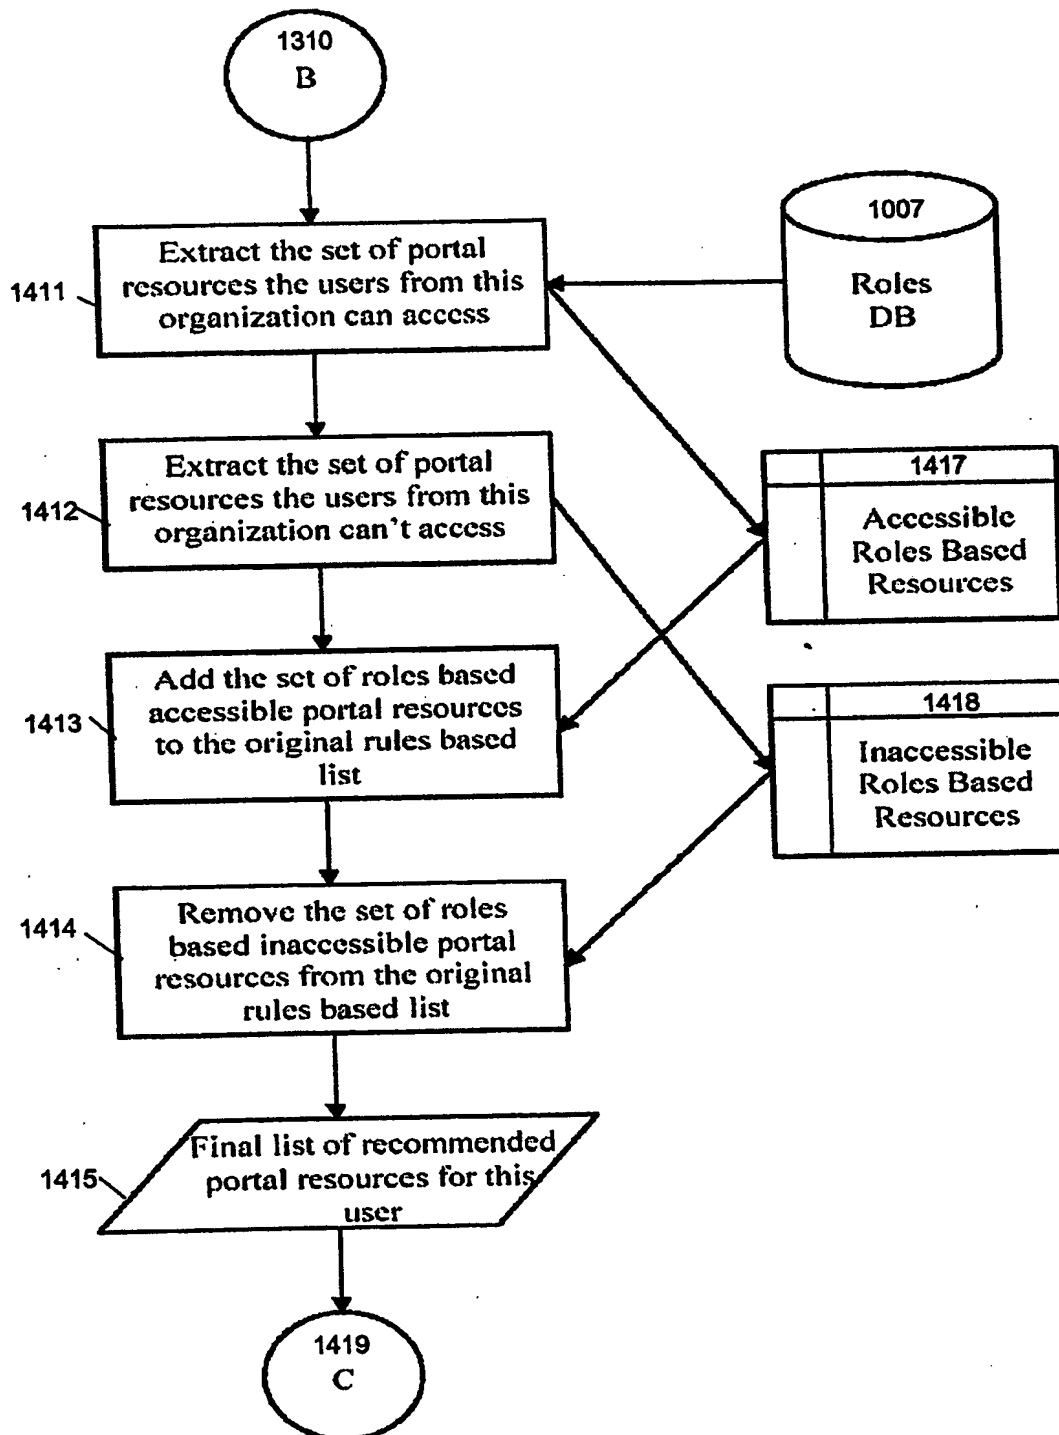 1310
B
1007
Roles
DB
1411
Extract the set of portal
resources the users from this
organization can access
1412
Extract the set of portal
resources the users from this
organization can't access
1417
Accessible
Roles Based
Resources
1413
Add the set of roles based
accessible portal resources
to the original rules based
list
1418
Inaccessible
Roles Based
Resources
1414
Remove the set of roles
based inaccessible portal
resources from the original
rules based list
1415
Final list of recommended
portal resources for this
user
1419
C